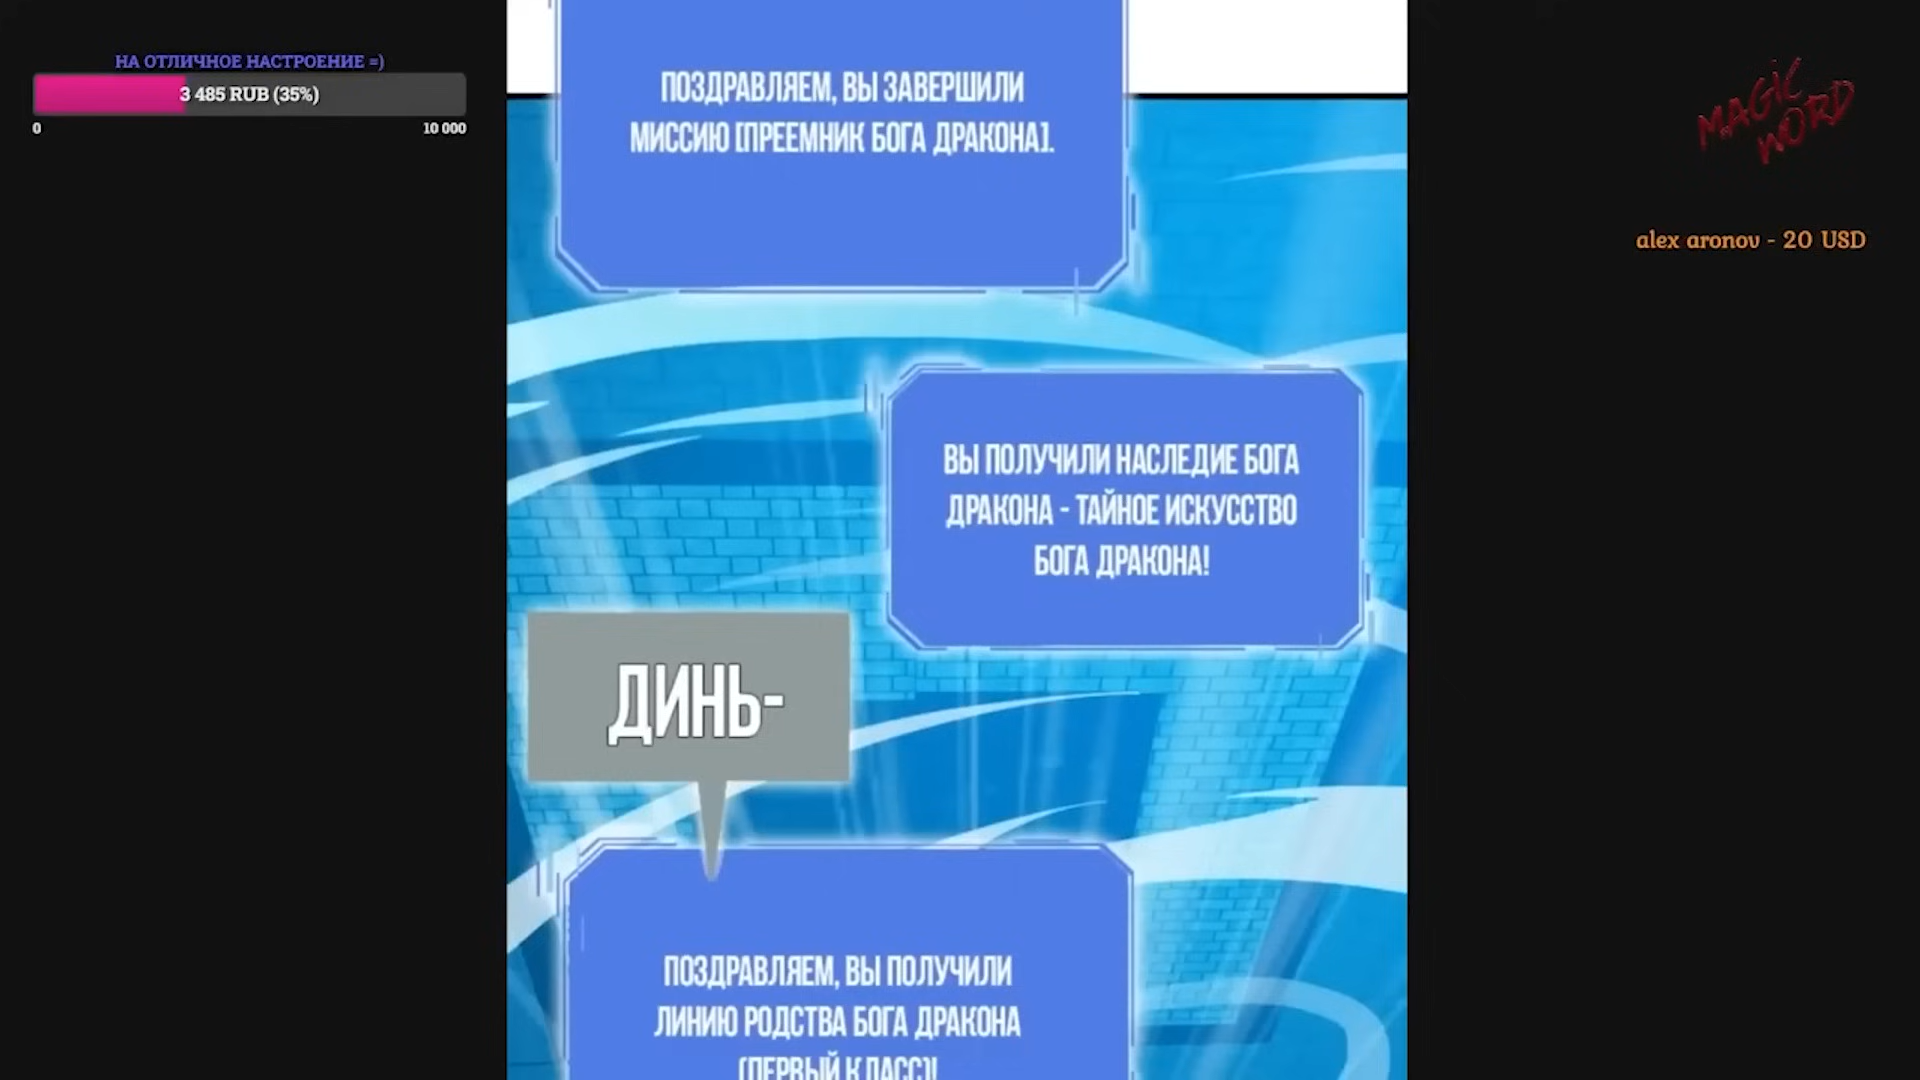 НА ОТЛИЧНОЕ НАСТРОЕНИЕ =)
3 485 RUB (35%)
0
10 000
MAGIC
WORD
alex aronov - 20 USD
ПОЗДРАВЛЯЕМ, ВЫ ЗАВЕРШИЛИ
МИССИЮ [ПРЕЕМНИК БОГА ДРАКОНА].
ВЫ ПОЛУЧИЛИ НАСЛЕДИЕ БОГА
ДРАКОНА - ТАЙНОЕ ИСКУССТВО
БОГА ДРАКОНА!
ДИНЬ-
ПОЗДРАВЛЯЕМ, ВЫ ПОЛУЧИЛИ
ЛИНИЮ РОДСТВА БОГА ДРАКОНА
(ПЕРВЫЙ КЛАСС)!